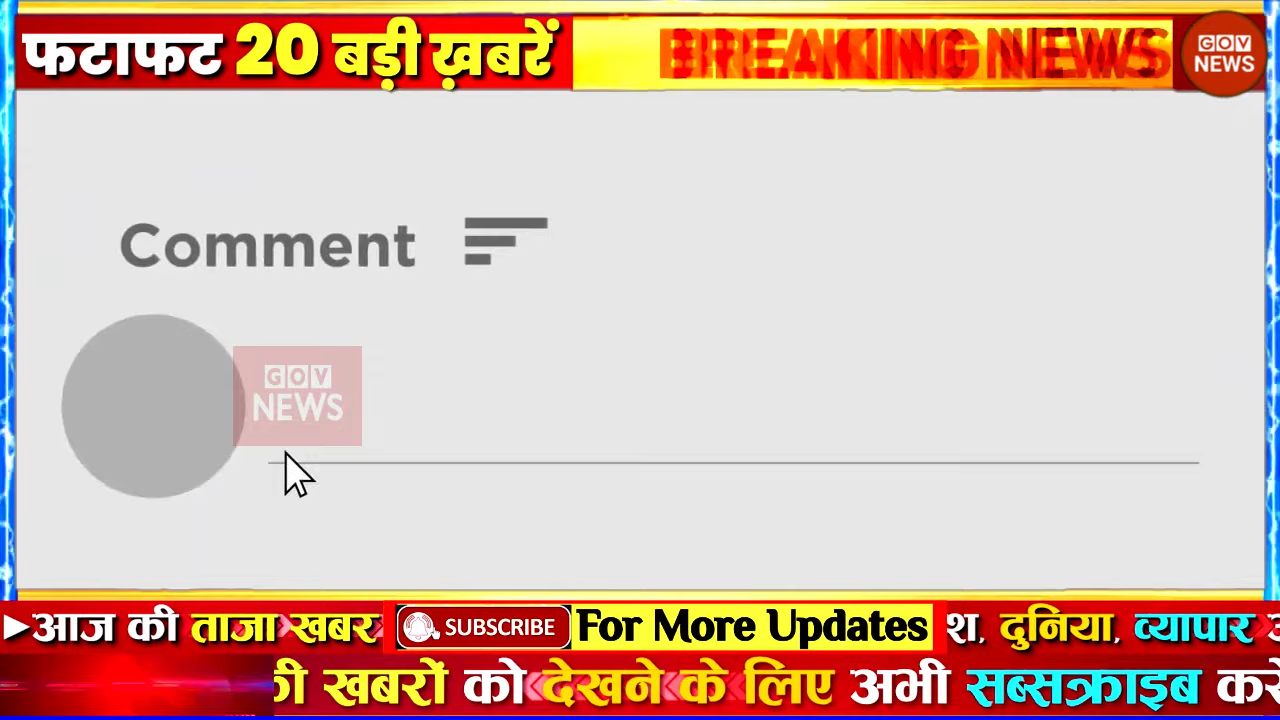 फटाफट 20 बड़ी ख़बरें
BREAKING NEWS
GOV
NEWS
Comment
GOV
NEWS
आज की ताजा खबर
SUBSCRIBE
For More Updates
दुनिया, व्यापार
खबरों को देखने के लिए अभी सब्सक्राइब